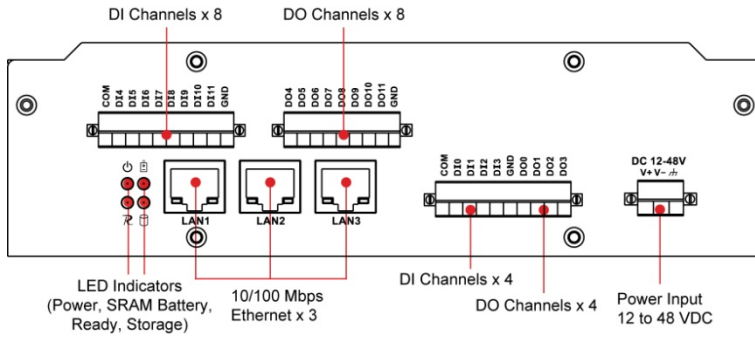 DI Channels x 8
DO Channels x 8
COM DI4 DI5 DI6 DI7 DI8 DI9 DI10 DI11 GND
DO4 DO5 DO6 DO7 DO8 DO9 DO10 DO11 GND
COM DI0 DI1 DI2 DI3 GND DO0 DO1 DO2 DO3
DC 12-48V
V+ V-
LAN1
LAN2
LAN3
LED Indicators
(Power, SRAM Battery,
Ready, Storage)
10/100 Mbps
Ethernet x 3
DI Channels x 4
DO Channels x 4
Power Input
12 to 48 VDC